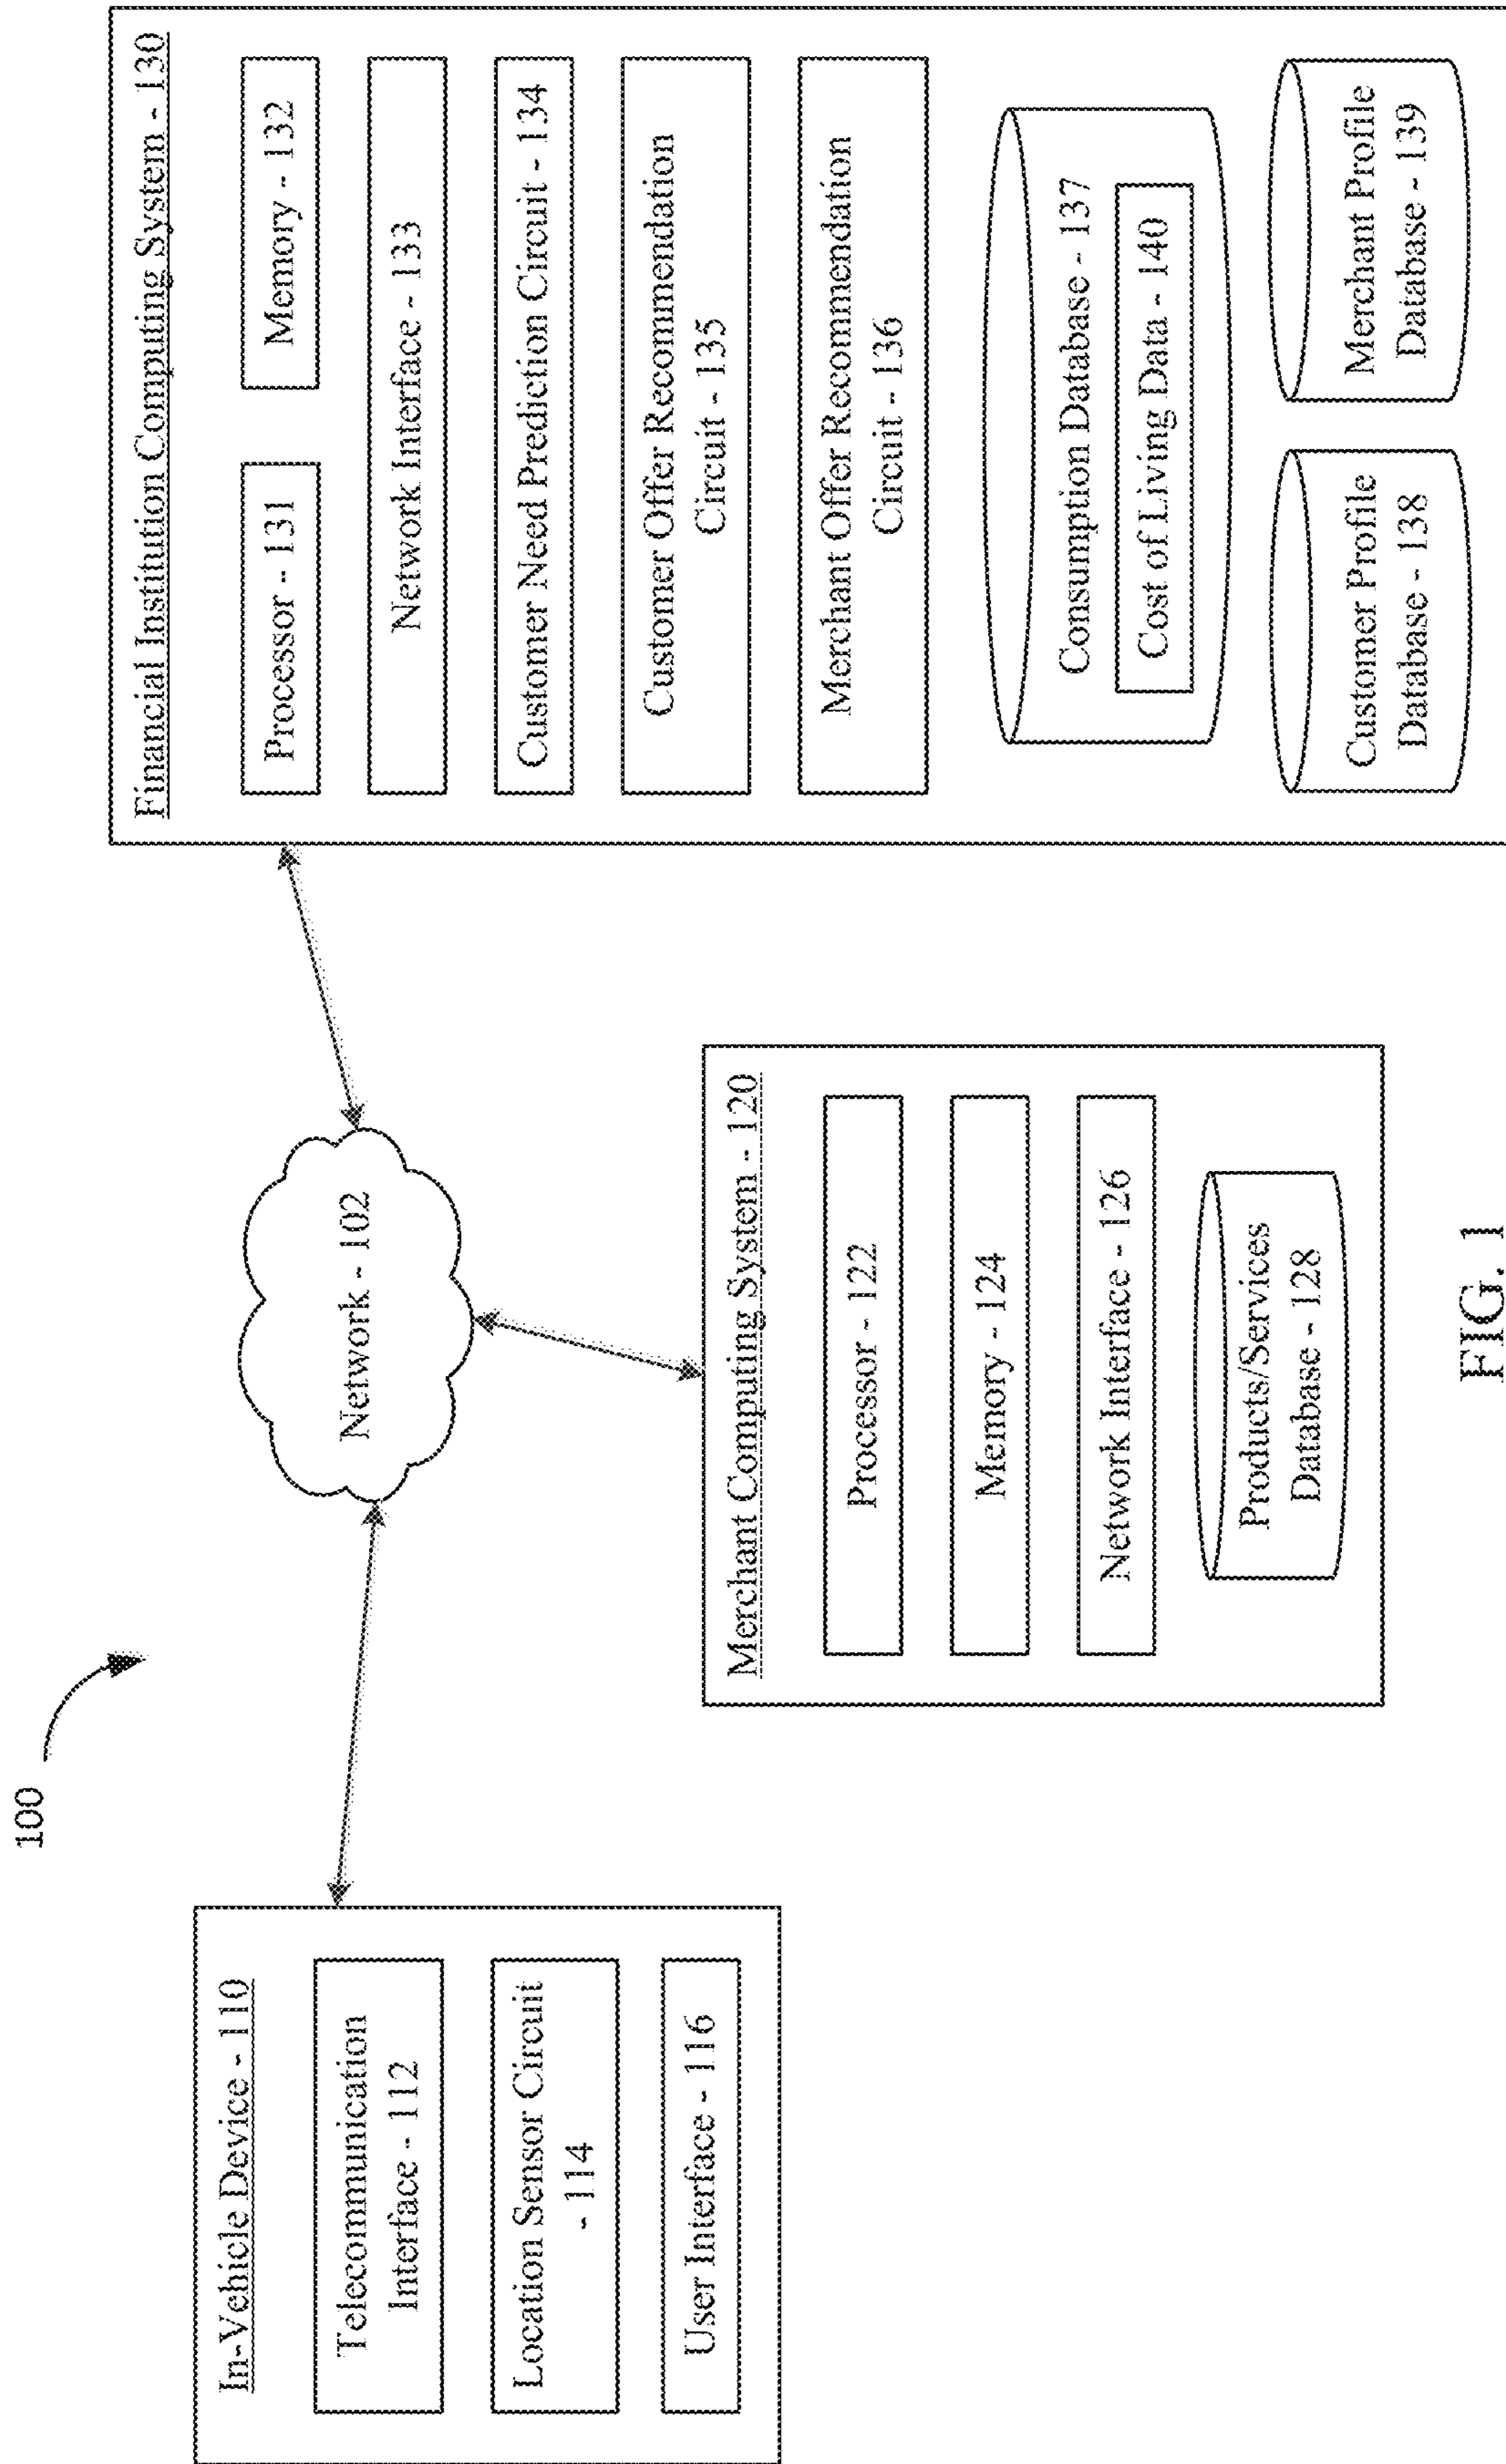 100
In-Vehicle Device - 110
Telecommunication
Interface - 112
Location Sensor Circuit
- 114
User Interface - 116
Network - 102
Merchant Computing System - 120
Processor - 122
Memory - 124
Network Interface - 126
Products/Services
Database - 128
Financial Institution Computing System - 130
Processor - 131
Memory - 132
Network Interface - 133
Customer Need Prediction Circuit - 134
Customer Offer Recommendation
Circuit - 135
Merchant Offer Recommendation
Circuit - 136
Consumption Database - 137
Cost of Living Data - 140
Customer Profile
Database - 138
Merchant Profile
Database - 139
FIG. 1